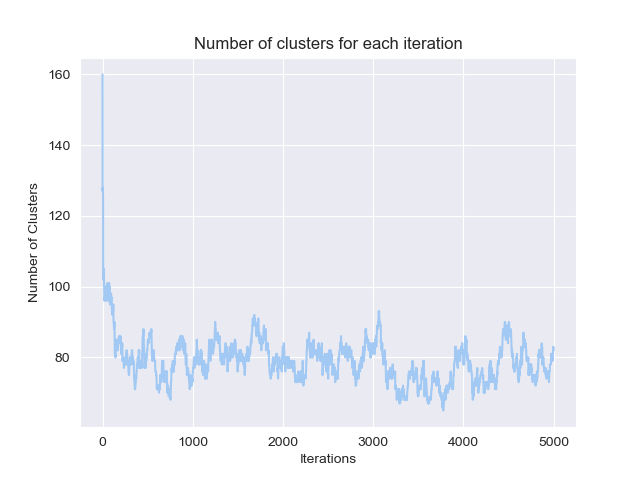 Number of clusters for each iteration
160
140
120
100
80
Number of Clusters
0 1000 2000 3000 4000 5000
Iterations